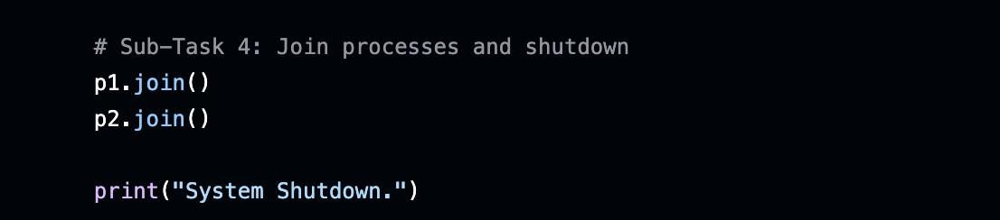 # Sub-Task 4: Join processes and shutdown
p1.join()
p2.join()
print("System Shutdown.")